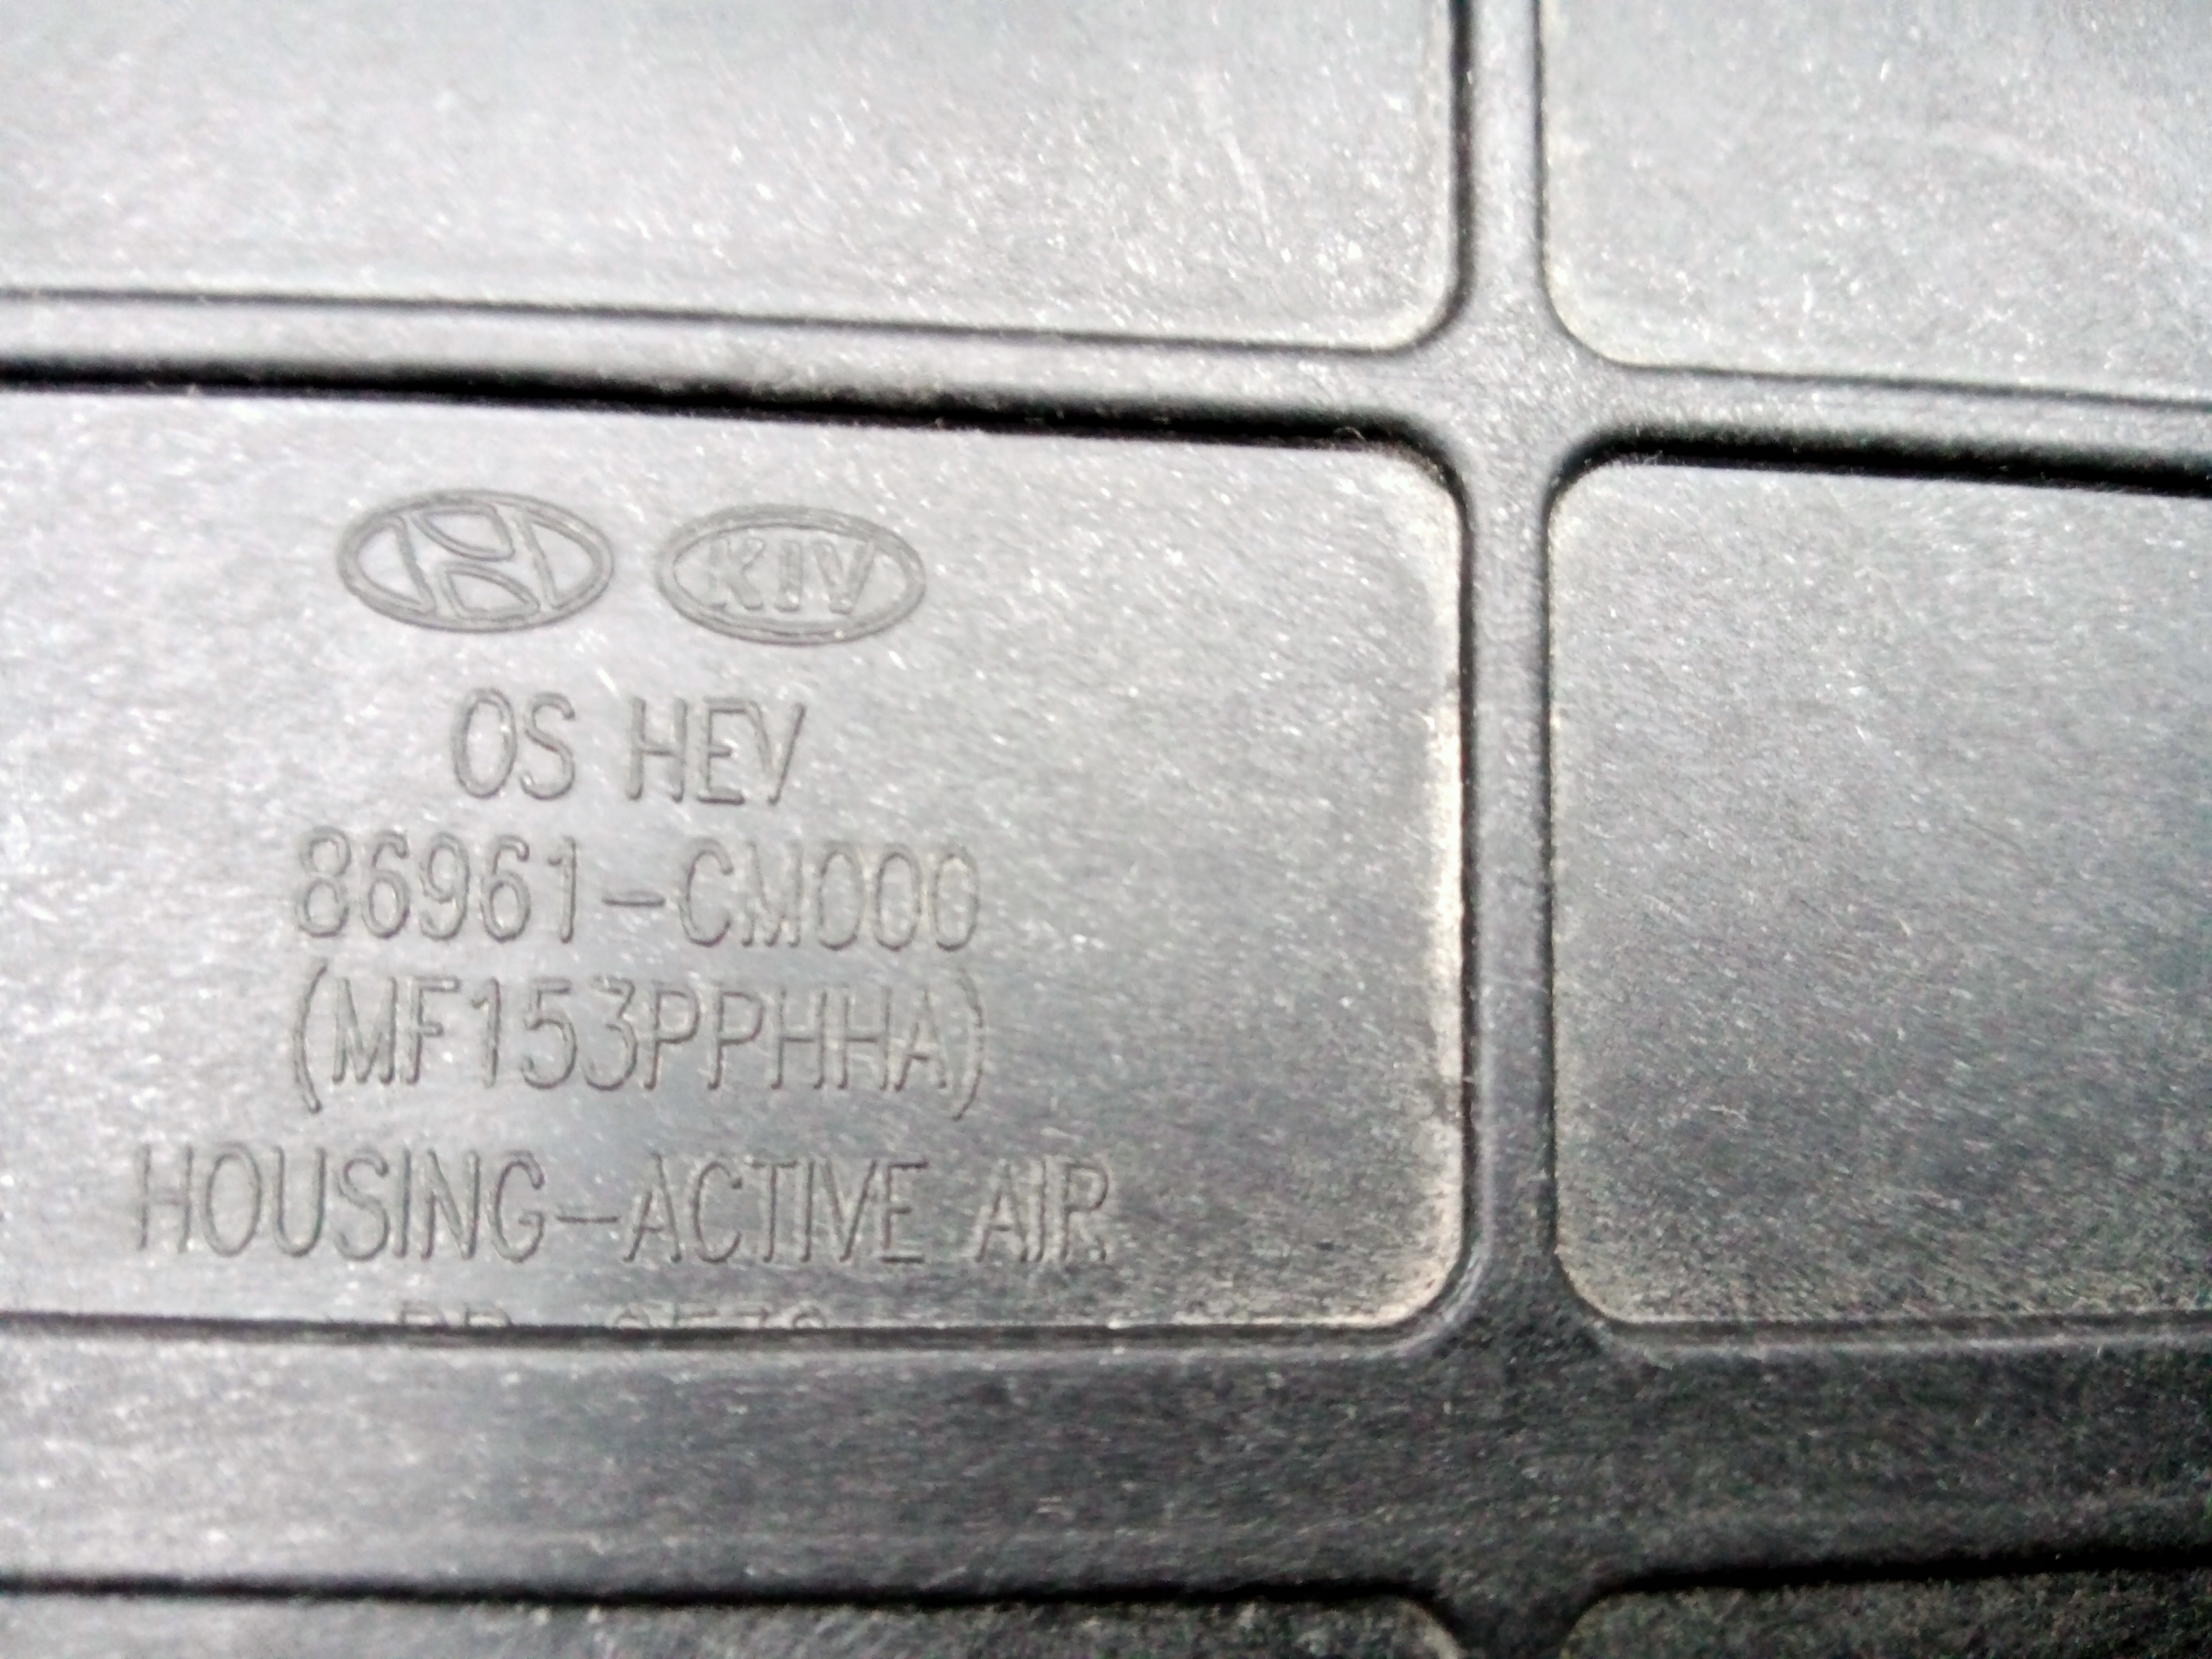 KIA
OS HEV
86961-CM000
(MF153PPHHA)
HOUSING-ACTIVE AIR